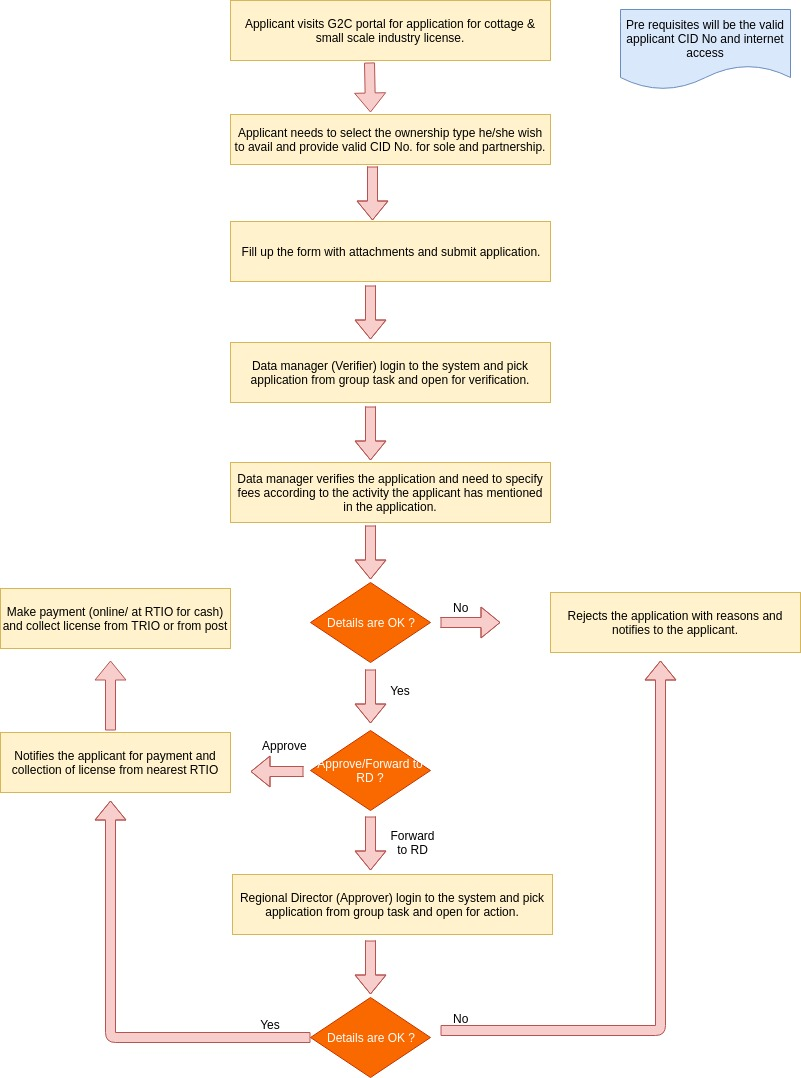 Applicant visits G2C portal for application for cottage &
small scale industry license.
Pre requisites will be the valid
applicant CID No and internet
access
Applicant needs to select the ownership type he/she wish
to avail and provide valid CID No. for sole and partnership.
Fill up the form with attachments and submit application.
Data manager (Verifier) login to the system and pick
application from group task and open for verification.
Data manager verifies the application and need to specify
fees according to the activity the applicant has mentioned
in the application.
Make payment (online/ at RTIO for cash)
and collect license from TRIO or from post
Details are OK ?
No
Rejects the application with reasons and
notifies to the applicant.
Yes
Notifies the applicant for payment and
collection of license from nearest RTIO
Approve
Approve/Forward to
RD ?
Forward
to RD
Regional Director (Approver) login to the system and pick
application from group task and open for action.
Yes
Details are OK ?
No